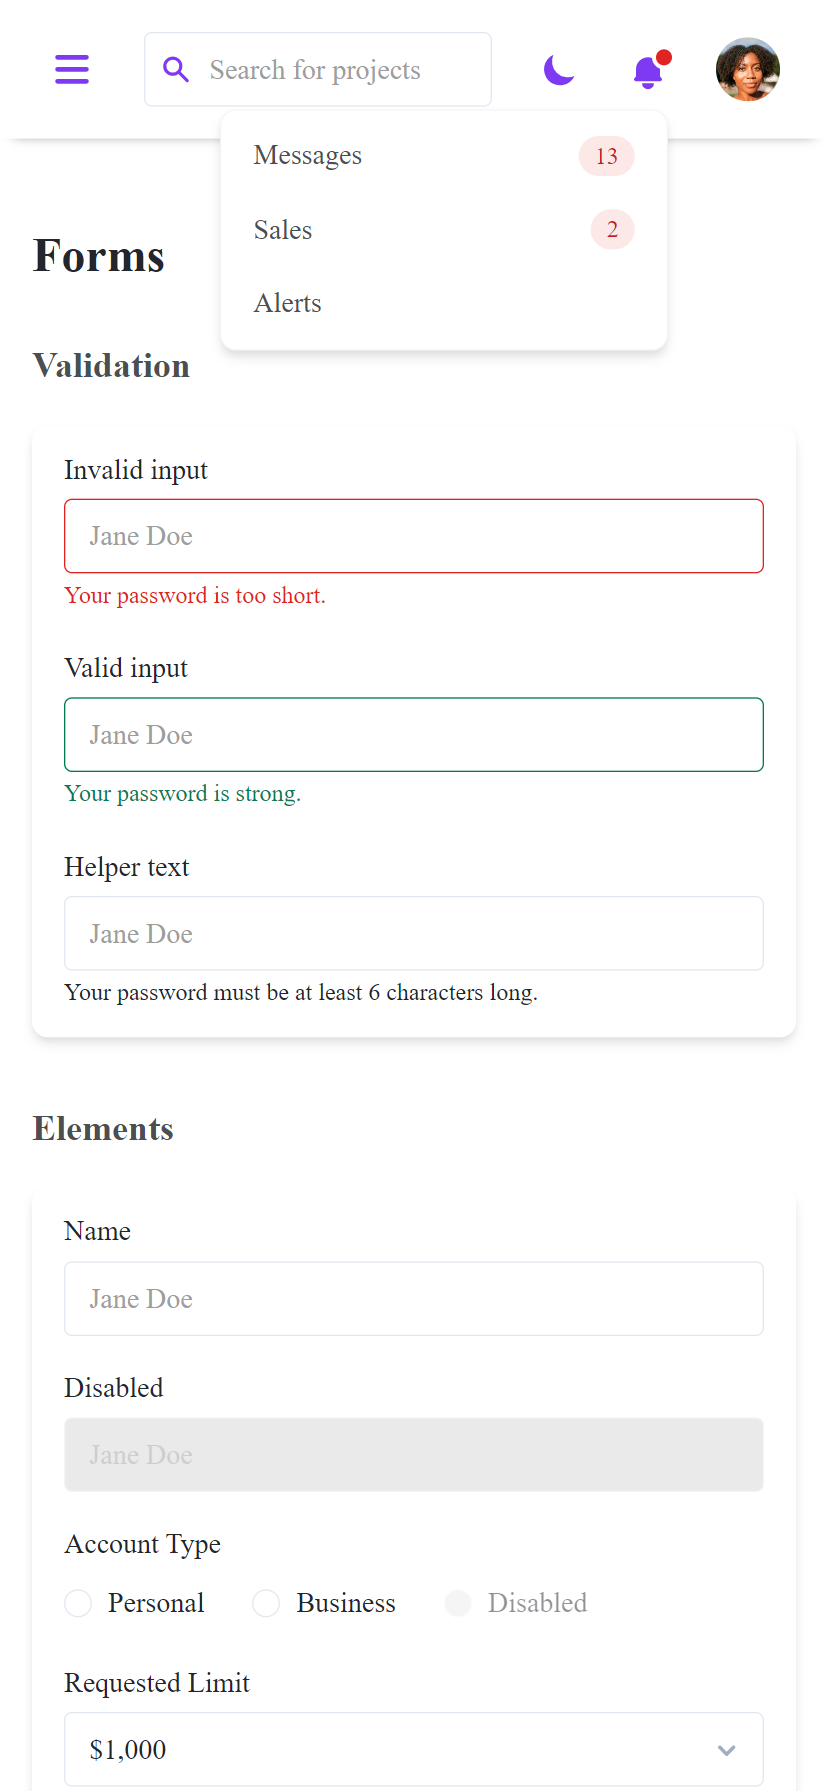 Search for projects
Messages 13
Sales 2
Alerts
Forms
Validation
Invalid input
Jane Doe
Your password is too short.
Valid input
Jane Doe
Your password is strong.
Helper text
Jane Doe
Your password must be at least 6 characters long.
Elements
Name
Jane Doe
Disabled
Jane Doe
Account Type
Personal Business Disabled
Requested Limit
$1,000